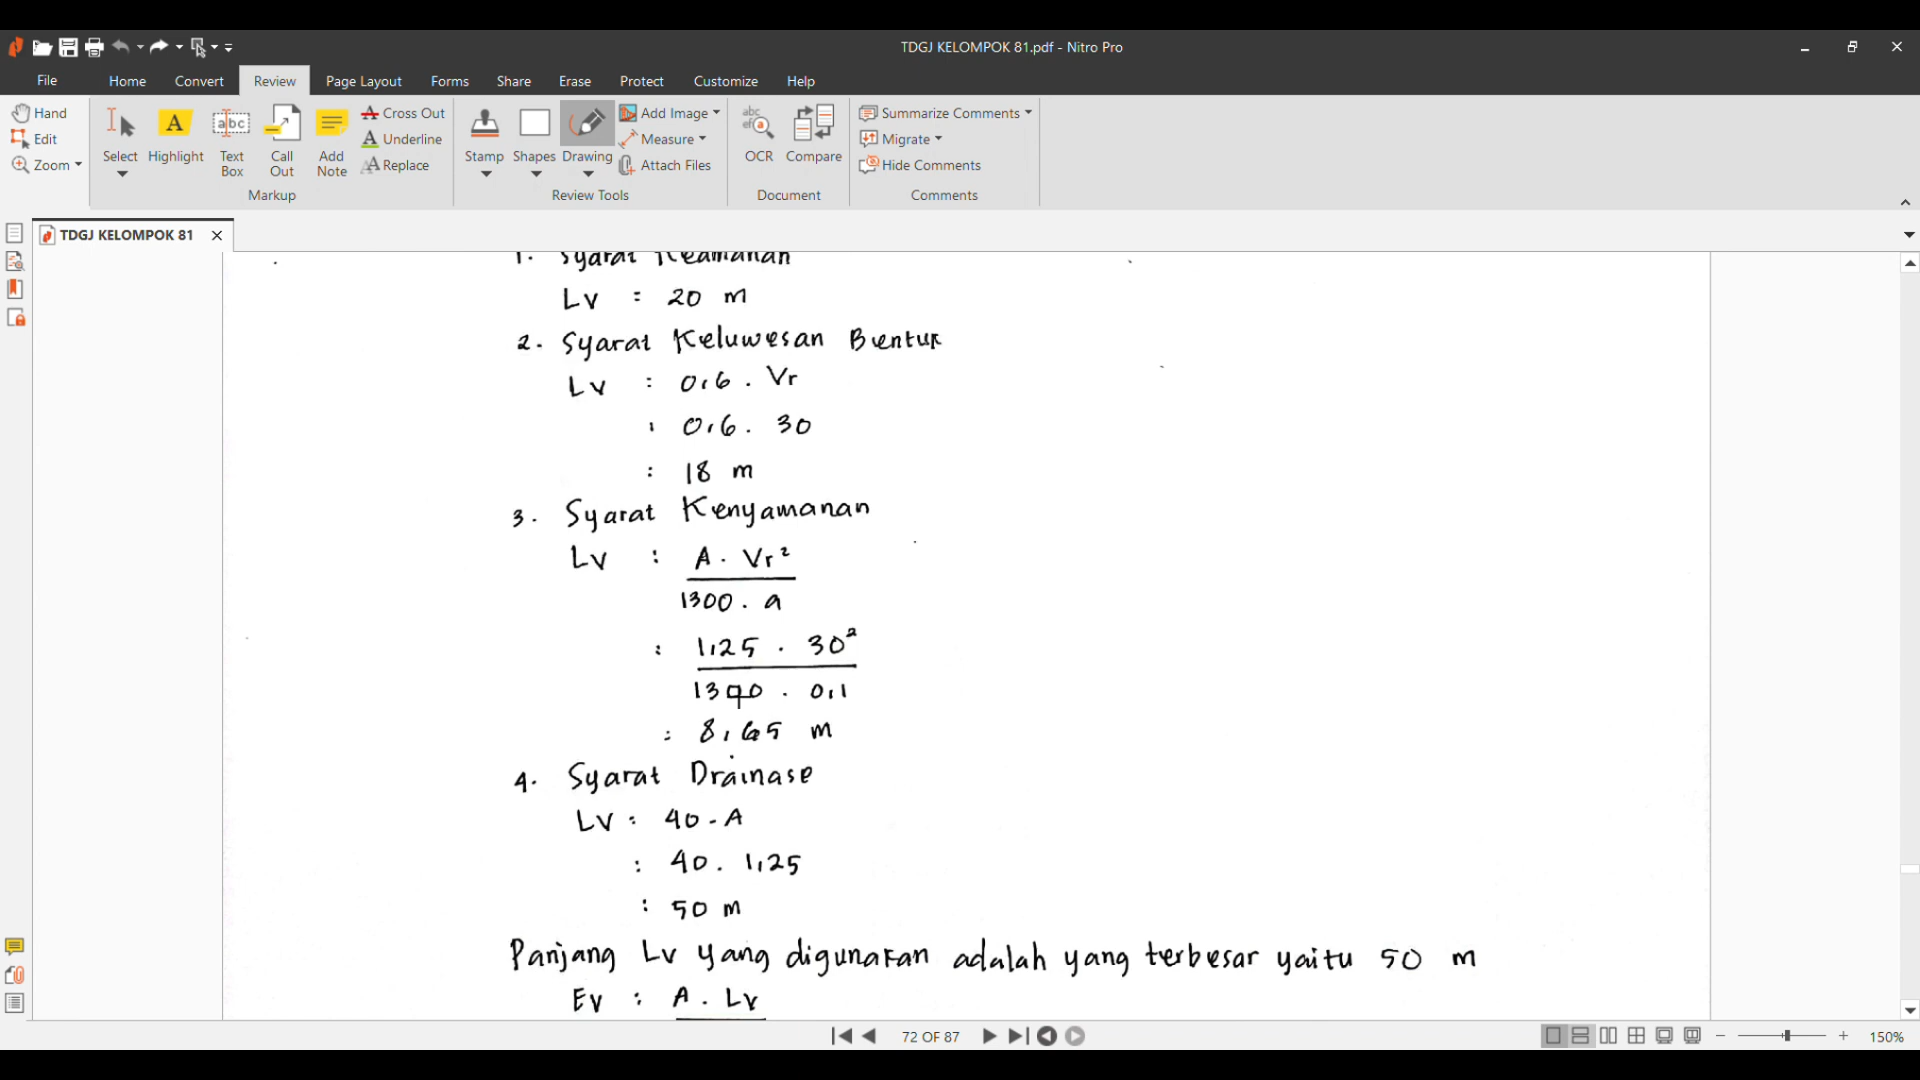 TDGJ KELOMPOK 81.pdf - Nitro Pro
File Home Convert Review Page Layout Forms Share Erase Protect Customize Help
Hand
Edit
Zoom
Select
Highlight
Text Box
Call Out
Add Note
Cross Out
Underline
Replace
Markup
Stamp
Shapes
Drawing
Add Image
Measure
Attach Files
Review Tools
OCR
Compare
Document
Summarize Comments
Migrate
Hide Comments
Comments
TDGJ KELOMPOK 81
1. Syarat Keamanan
Lv : 20 m
2. Syarat Keluwesan Bentuk
Lv : 0,6 . Vr
: 0,6 . 30
: 18 m
3. Syarat Kenyamanan
Lv : A . Vr²
1300 . a
: 1,25 . 30²
1300 . 0,1
: 8,65 m
4. Syarat Drainase
Lv : 40 . A
: 40 . 1,25
: 50 m
Panjang Lv yang digunakan adalah yang terbesar yaitu 50 m
Ev : A . Lv
72 OF 87
150%